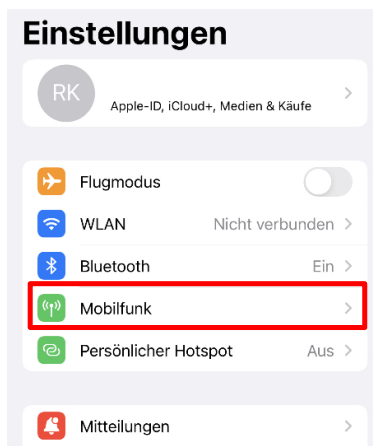 Einstellungen
RK
Apple-ID, iCloud+, Medien & Käufe
Flugmodus
WLAN Nicht verbunden
Bluetooth Ein
Mobilfunk
Persönlicher Hotspot Aus
Mitteilungen